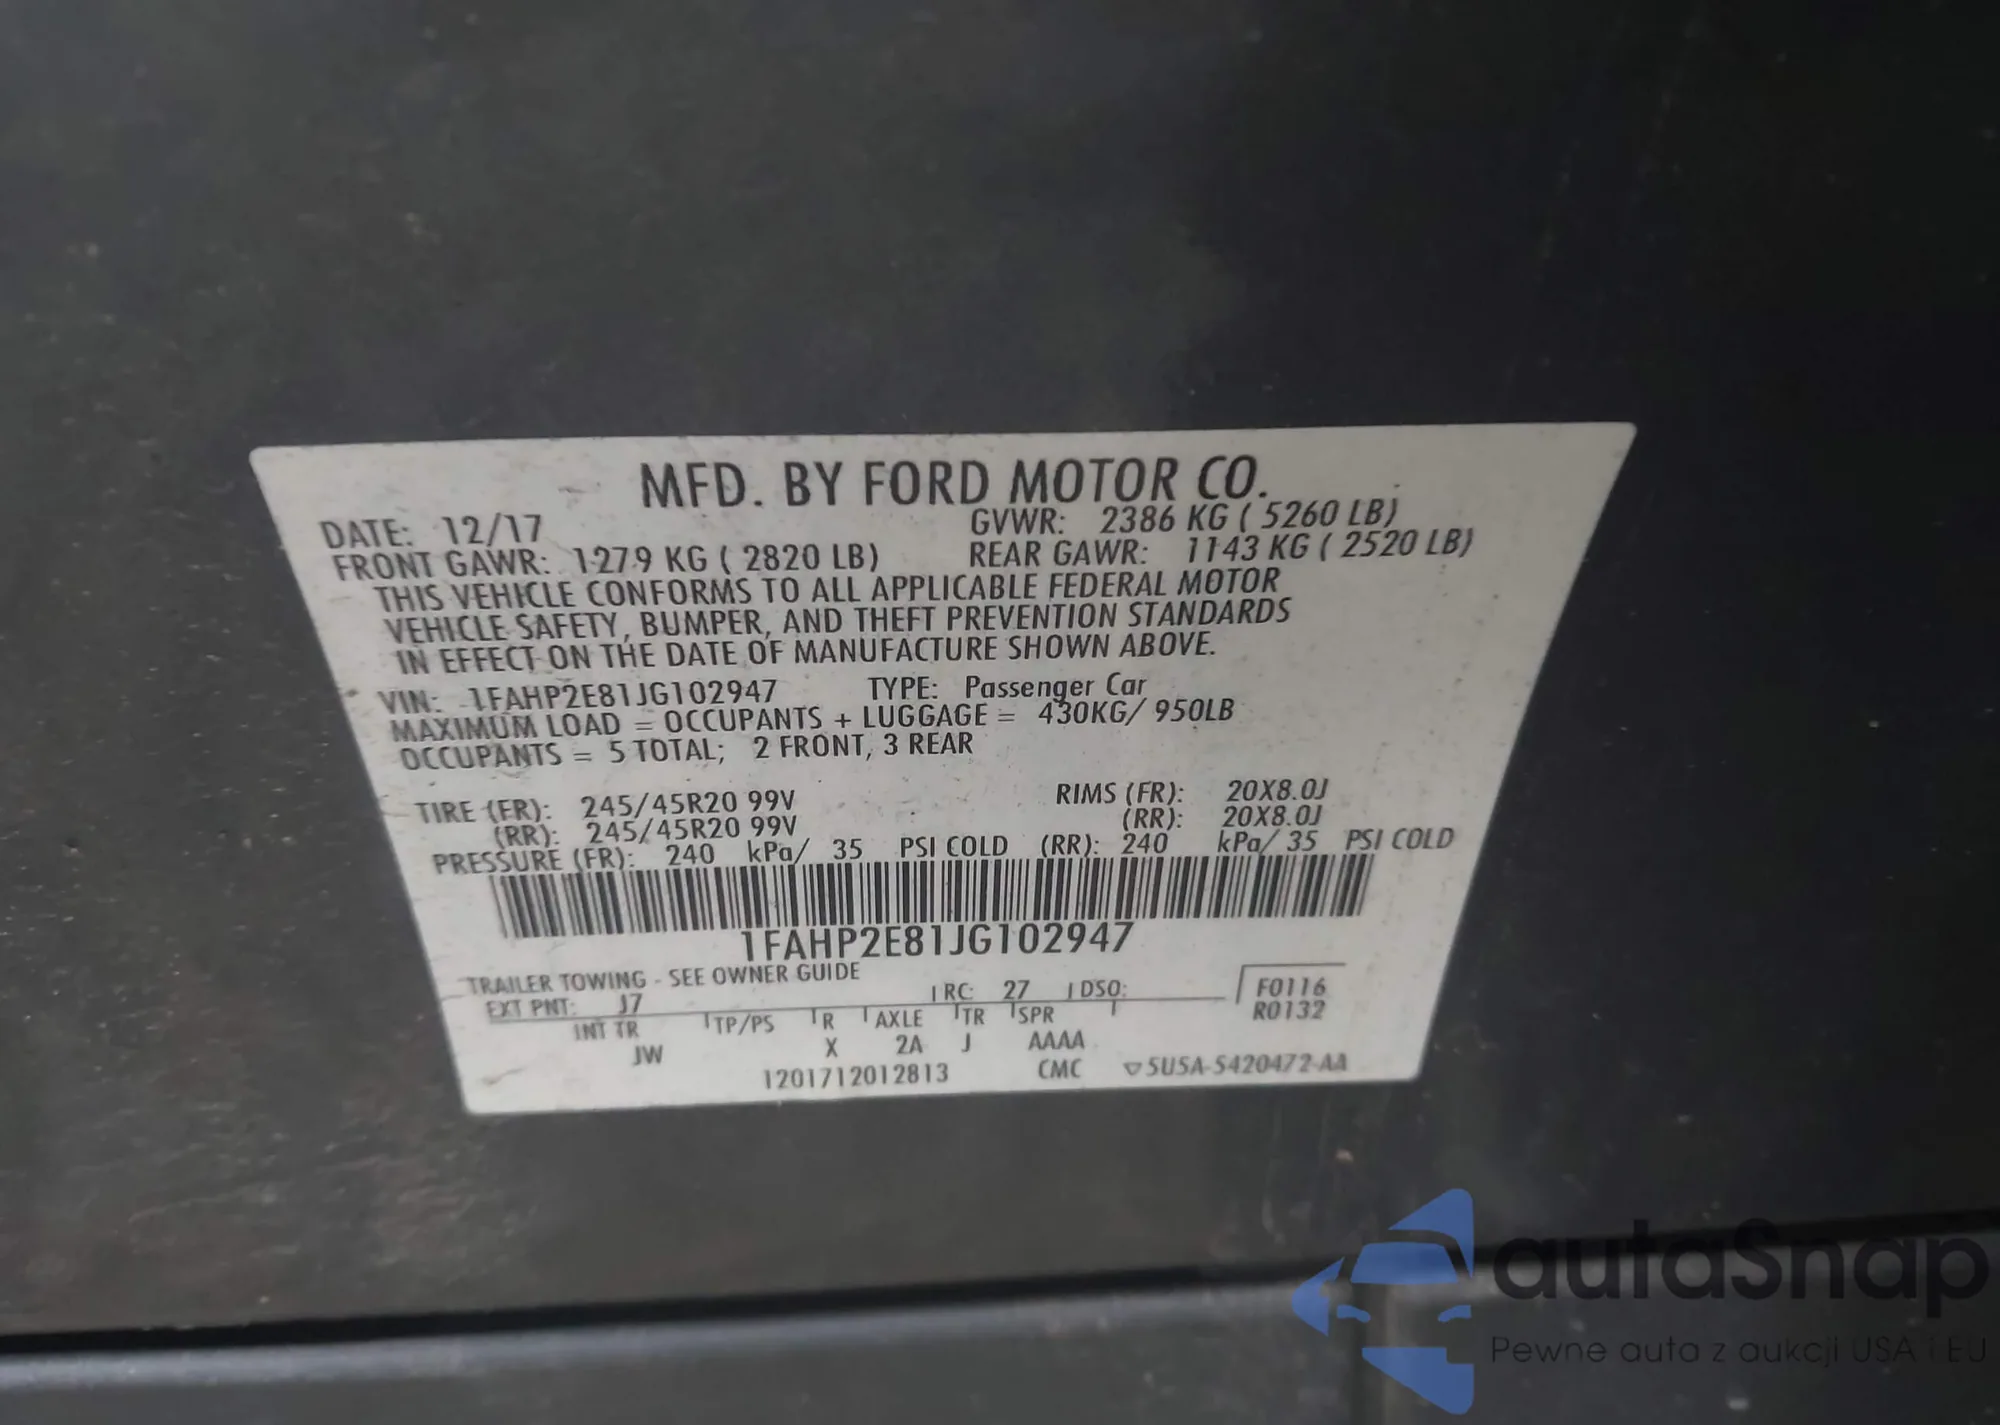 MFD. BY FORD MOTOR CO.
DATE: 12/17 GVWR: 2386 KG ( 5260 LB)
FRONT GAWR: 1279 KG ( 2820 LB) REAR GAWR: 1143 KG ( 2520 LB)
THIS VEHICLE CONFORMS TO ALL APPLICABLE FEDERAL MOTOR
VEHICLE SAFETY, BUMPER, AND THEFT PREVENTION STANDARDS
IN EFFECT ON THE DATE OF MANUFACTURE SHOWN ABOVE.
VIN: 1FAHP2E81JG102947 TYPE: Passenger Car
MAXIMUM LOAD = OCCUPANTS + LUGGAGE = 430KG/ 950LB
OCCUPANTS = 5 TOTAL; 2 FRONT, 3 REAR
TIRE (FR): 245/45R20 99V RIMS (FR): 20X8.0J
(RR): 245/45R20 99V (RR): 20X8.0J
PRESSURE (FR): 240 kPa/ 35 PSI COLD (RR): 240 kPa/ 35 PSI COLD
1FAHP2E81JG102947
TRAILER TOWING - SEE OWNER GUIDE
EXT PNT: J7 RC: 27 DSO: F0116
INT TR TP/PS R AXLE TR SPR R0132
JW X 2A J AAAA
1201712012813 CMC ▽5U5A-5420472-AA
autaSnap
Pewne auta z aukcji USA i EU